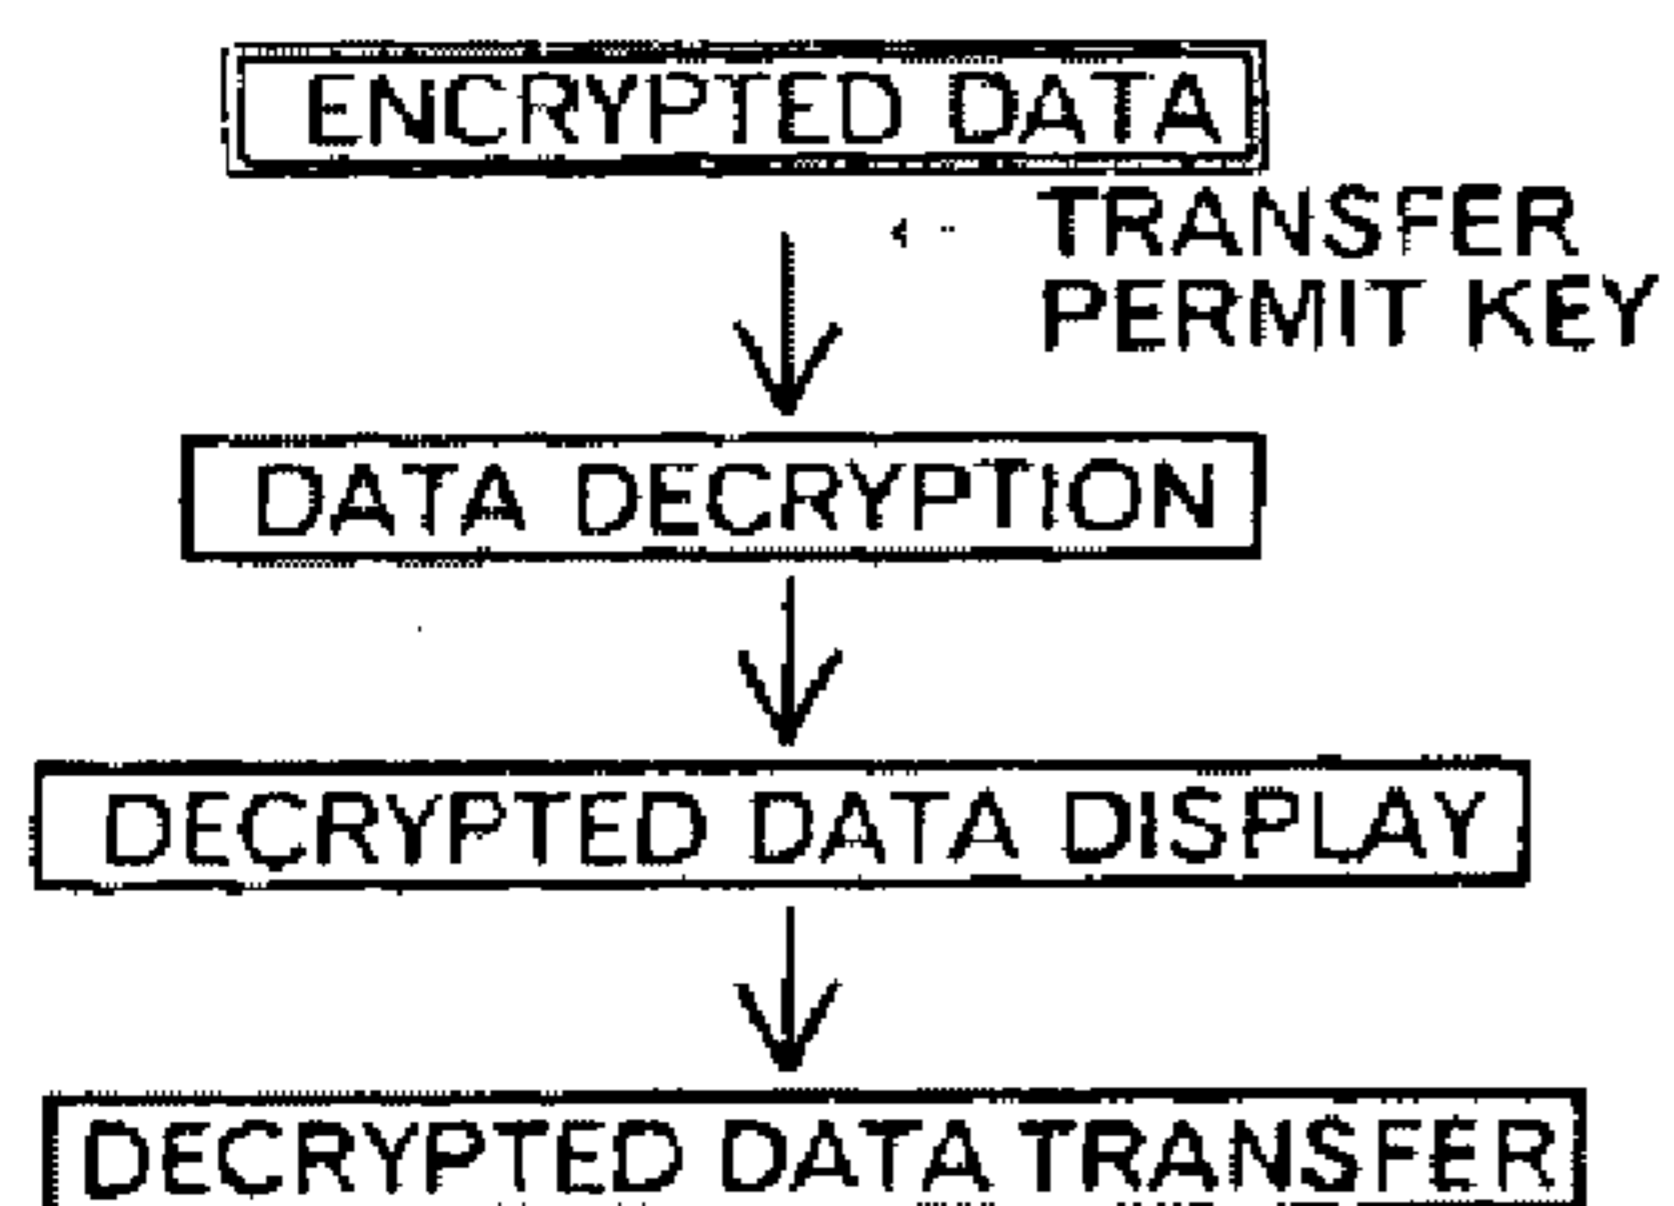 ENCRYPTED DATA
TRANSFER
PERMIT KEY
DATA DECRYPTION
DECRYPTED DATA DISPLAY
DECRYPTED DATA TRANSFER